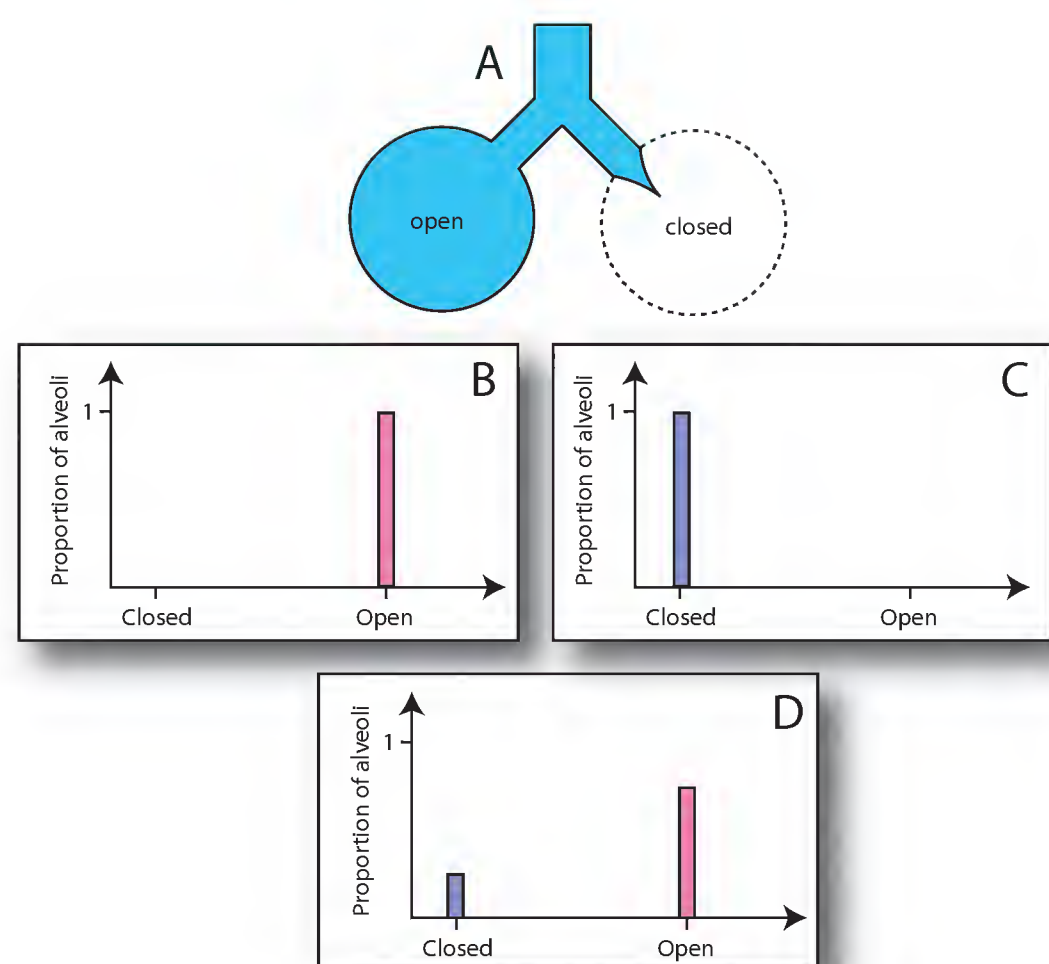 A
open
closed
B
Proportion of alveoli
1
Closed
Open
C
Proportion of alveoli
1
Closed
Open
D
Proportion of alveoli
1
Closed
Open